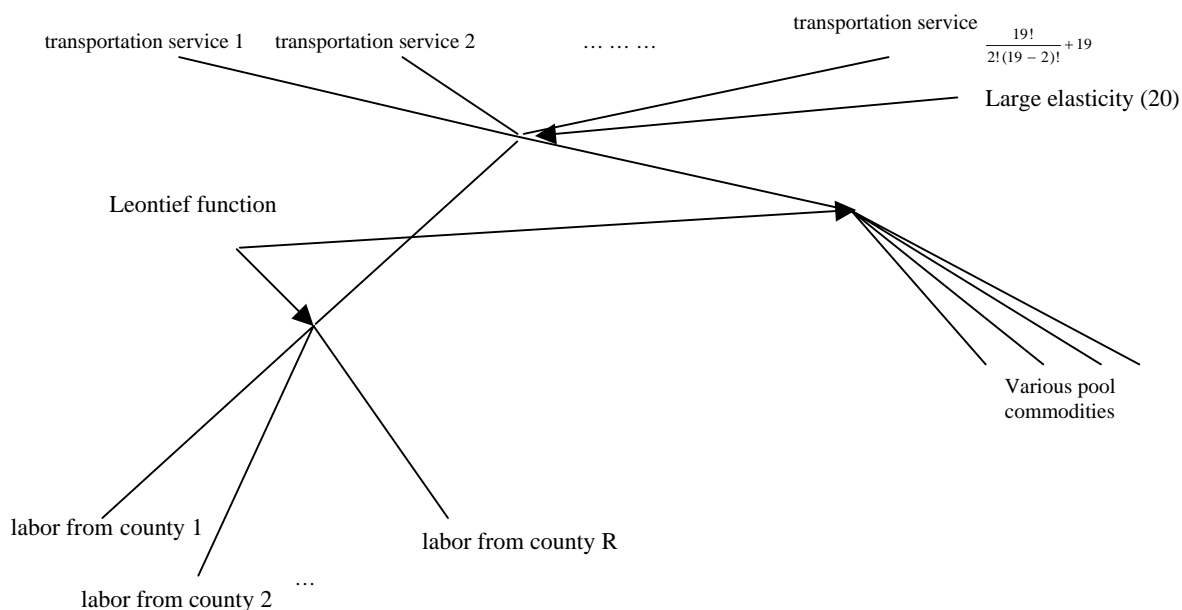 transportation service 1
transportation service 2
… … …
transportation service
19!
2!(19 − 2)! + 19
Large elasticity (20)
Leontief function
Various pool
commodities
labor from county 1
labor from county R
…
labor from county 2